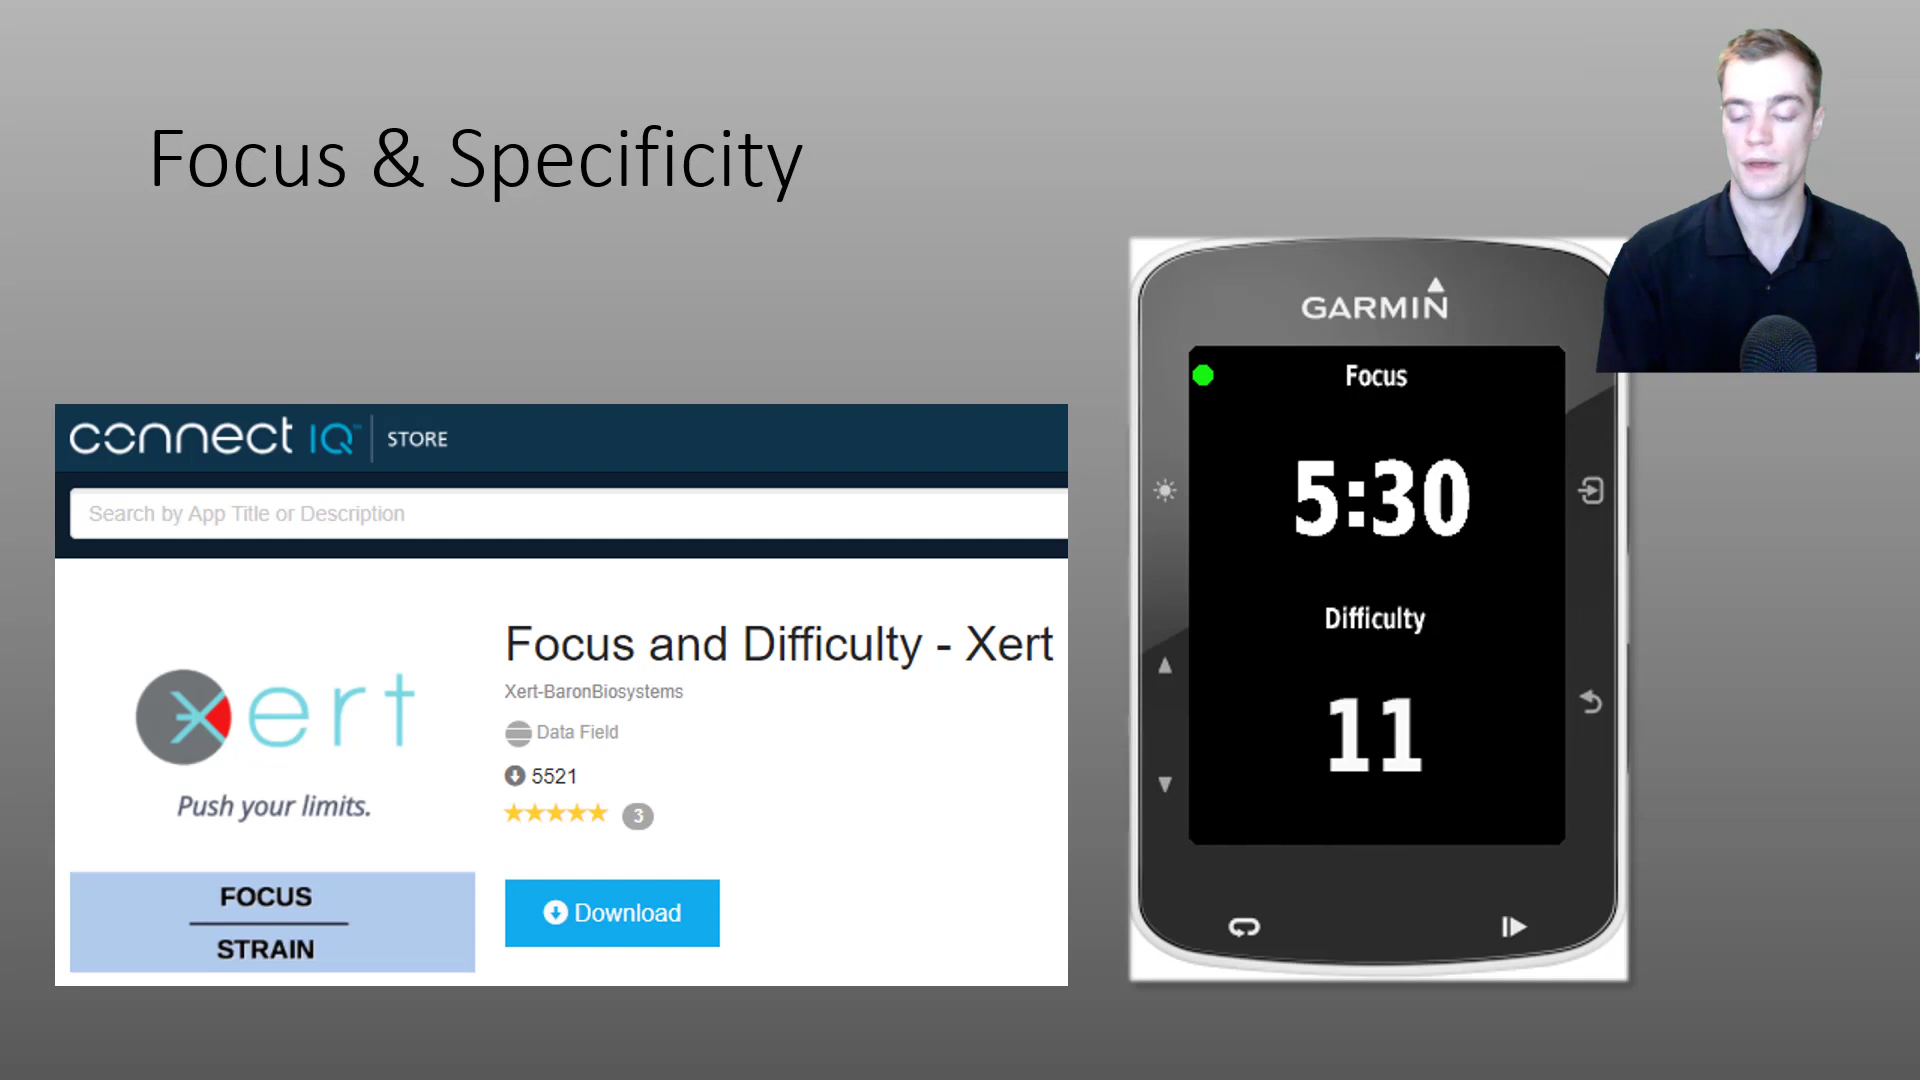 Focus & Specificity
connect IQ™ STORE
Search by App Title or Description
xert
Push your limits.
FOCUS
STRAIN
Focus and Difficulty - Xert
Xert-BaronBiosystems
Data Field
5521
3
Download
GARMIN
Focus
5:30
Difficulty
11